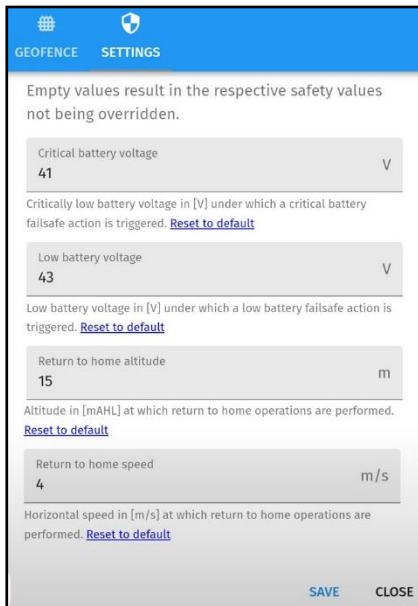 GEOFENCE SETTINGS
Empty values result in the respective safety values
not being overridden.
Critical battery voltage
41 V
Critically low battery voltage in [V] under which a critical battery
failsafe action is triggered. Reset to default
Low battery voltage
43 V
Low battery voltage in [V] under which a low battery failsafe action is
triggered. Reset to default
Return to home altitude
15 m
Altitude in [mAHL] at which return to home operations are performed.
Reset to default
Return to home speed
4 m/s
Horizontal speed in [m/s] at which return to home operations are
performed. Reset to default
SAVE CLOSE